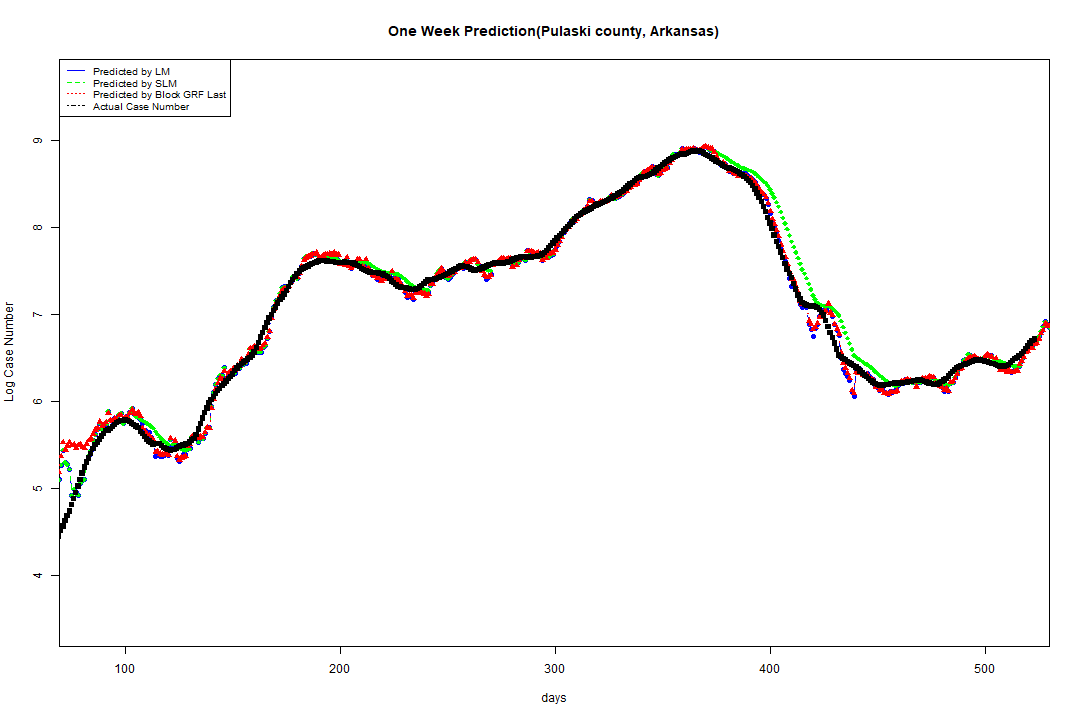 One Week Prediction(Pulaski county, Arkansas)
Predicted by LM
Predicted by SLM
Predicted by Block GRF Last
Actual Case Number
Log Case Number
9
8
7
6
5
4
100 200 300 400 500
days